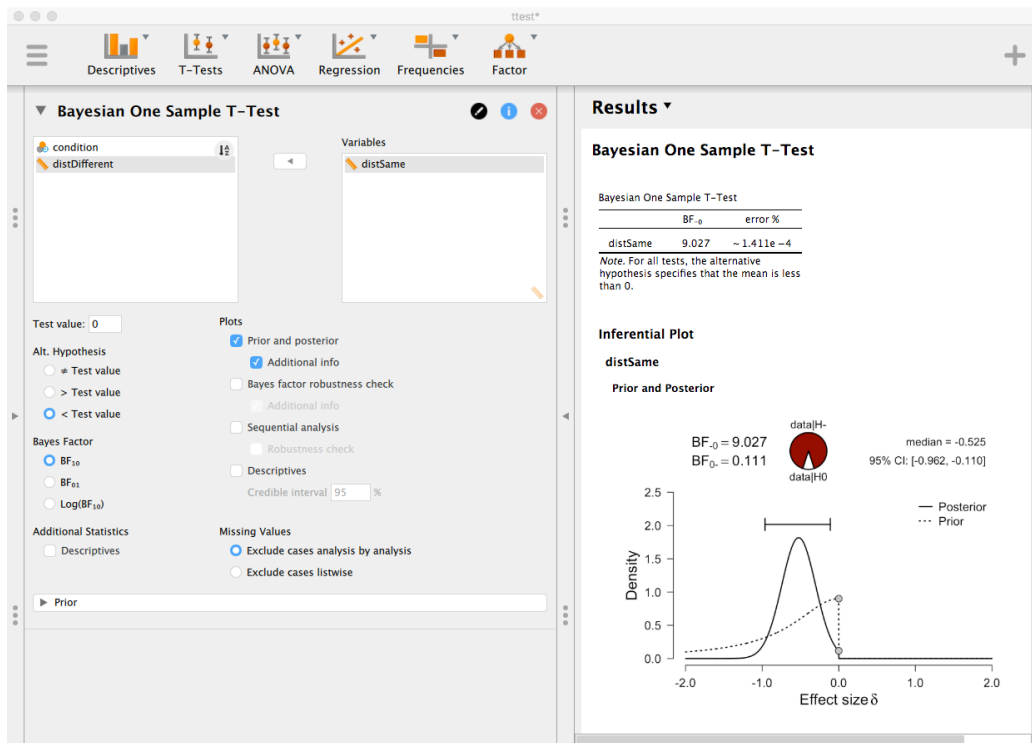 ttest*
Descriptives
T-Tests
ANOVA
Regression
Frequencies
Factor
Bayesian One Sample T-Test
condition
distDifferent
Variables
distSame
Test value: 0
Alt. Hypothesis
≠ Test value
> Test value
< Test value
Bayes Factor
BF₁₀
BF₀₁
Log(BF₁₀)
Additional Statistics
Descriptives
Plots
Prior and posterior
Additional info
Bayes factor robustness check
Additional info
Sequential analysis
Robustness check
Descriptives
Credible interval 95 %
Missing Values
Exclude cases analysis by analysis
Exclude cases listwise
Prior
Results
Bayesian One Sample T-Test
Bayesian One Sample T-Test
BF₋₀ error %
distSame 9.027 ~ 1.411e −4
Note. For all tests, the alternative
hypothesis specifies that the mean is less
than 0.
Inferential Plot
distSame
Prior and Posterior
data|H-
BF₋₀ = 9.027
BF₀₋ = 0.111
data|H0
median = -0.525
95% CI: [-0.962, -0.110]
Posterior
Prior
2.5
2.0
1.5
1.0
0.5
0.0
Density
-2.0 -1.0 0.0 1.0 2.0
Effect size δ